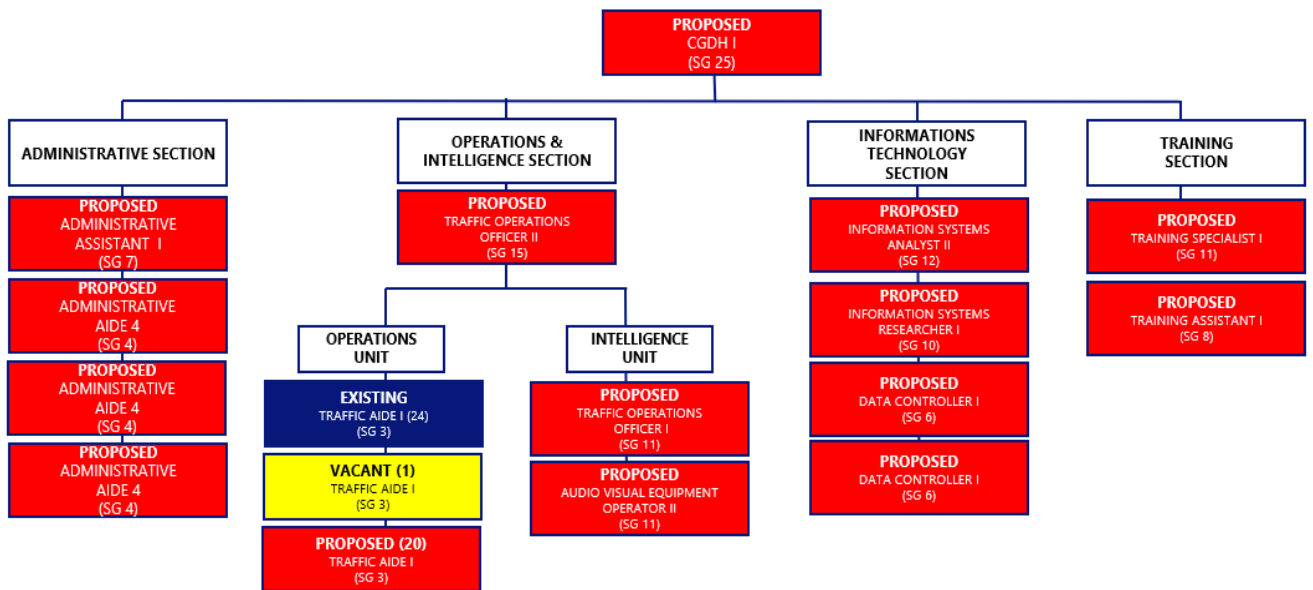 PROPOSED
CGDH I
(SG 25)
ADMINISTRATIVE SECTION
PROPOSED
ADMINISTRATIVE
ASSISTANT I
(SG 7)
PROPOSED
ADMINISTRATIVE
AIDE 4
(SG 4)
PROPOSED
ADMINISTRATIVE
AIDE 4
(SG 4)
PROPOSED
ADMINISTRATIVE
AIDE 4
(SG 4)
OPERATIONS &
INTELLIGENCE SECTION
PROPOSED
TRAFFIC OPERATIONS
OFFICER II
(SG 15)
OPERATIONS
UNIT
EXISTING
TRAFFIC AIDE I (24)
(SG 3)
VACANT (1)
TRAFFIC AIDE I
(SG 3)
PROPOSED (20)
TRAFFIC AIDE I
(SG 3)
INTELLIGENCE
UNIT
PROPOSED
TRAFFIC OPERATIONS
OFFICER I
(SG 11)
PROPOSED
AUDIO VISUAL EQUIPMENT
OPERATOR II
(SG 11)
INFORMATIONS
TECHNOLOGY
SECTION
PROPOSED
INFORMATION SYSTEMS
ANALYST II
(SG 12)
PROPOSED
INFORMATION SYSTEMS
RESEARCHER I
(SG 10)
PROPOSED
DATA CONTROLLER I
(SG 6)
PROPOSED
DATA CONTROLLER I
(SG 6)
TRAINING
SECTION
PROPOSED
TRAINING SPECIALIST I
(SG 11)
PROPOSED
TRAINING ASSISTANT I
(SG 8)